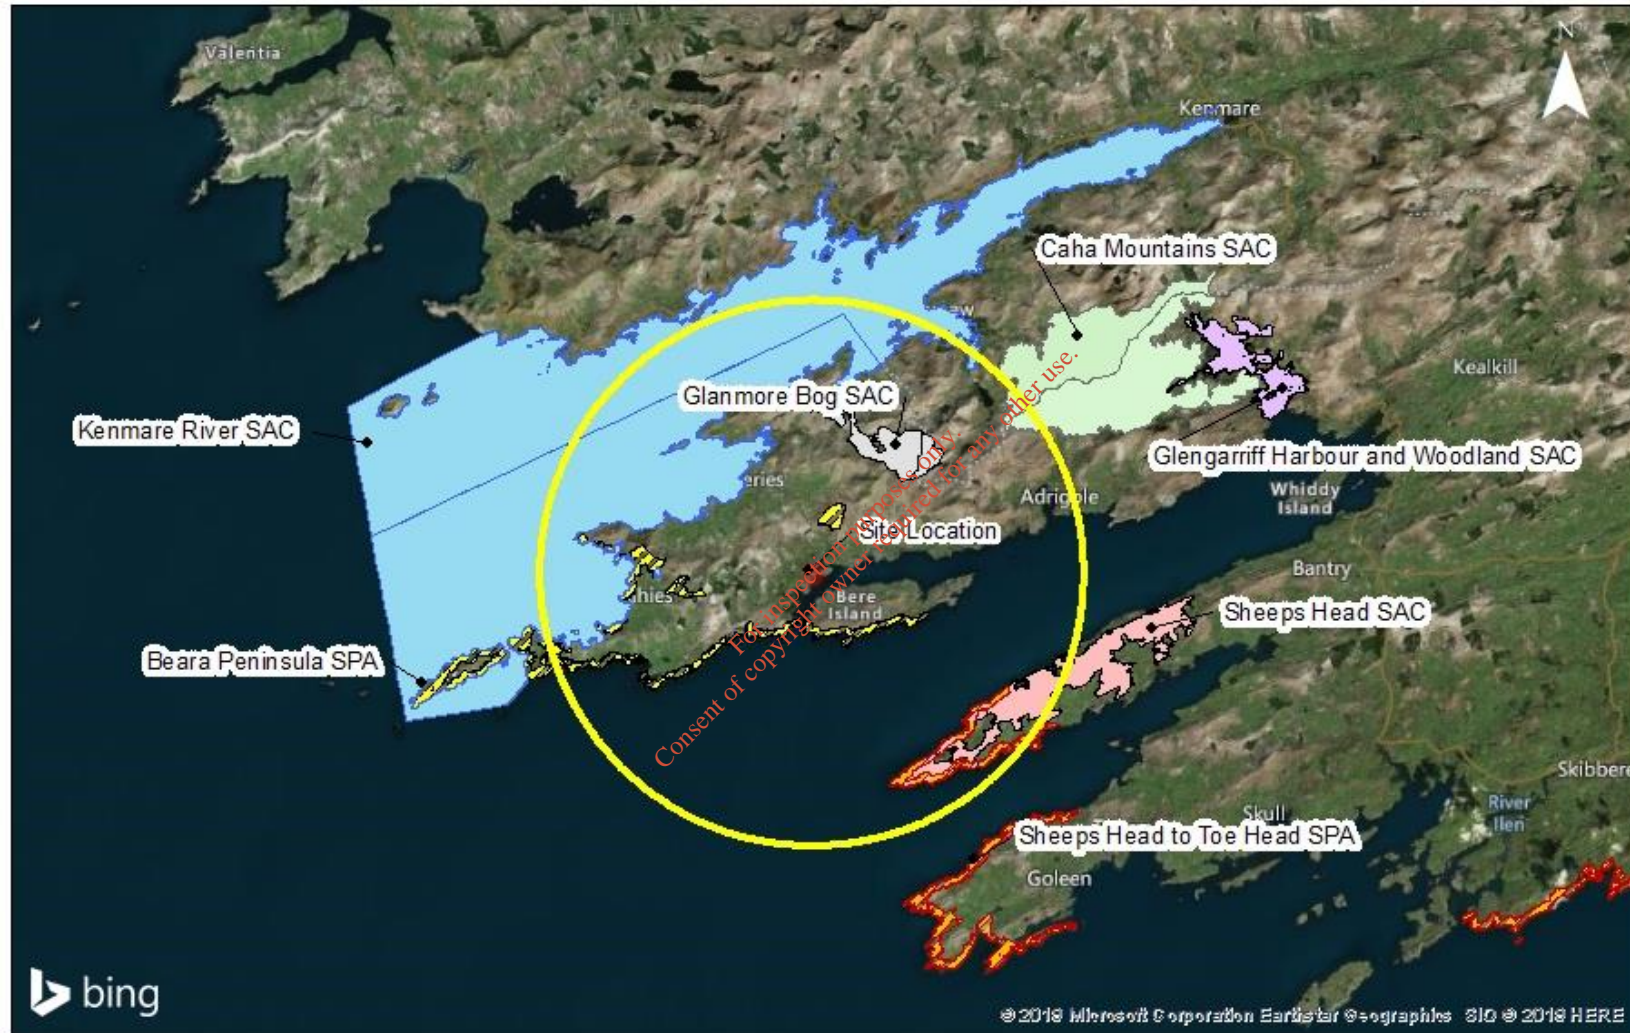 N
Valentia
Kenmare
Caha Mountains SAC
Kealkill
Glanmore Bog SAC
Kenmare River SAC
Glengarriff Harbour and Woodland SAC
Whiddy
Island
Adrigole
Site Location
Bantry
Bere
Island
Sheeps Head SAC
Beara Peninsula SPA
For inspection purposes only.
Consent of copyright owner required for any other use.
Skibbere
River
Ilen
Skull
Sheeps Head to Toe Head SPA
Goleen
bing
© 2018 Microsoft Corporation Earthstar Geographics SIO © 2018 HERE